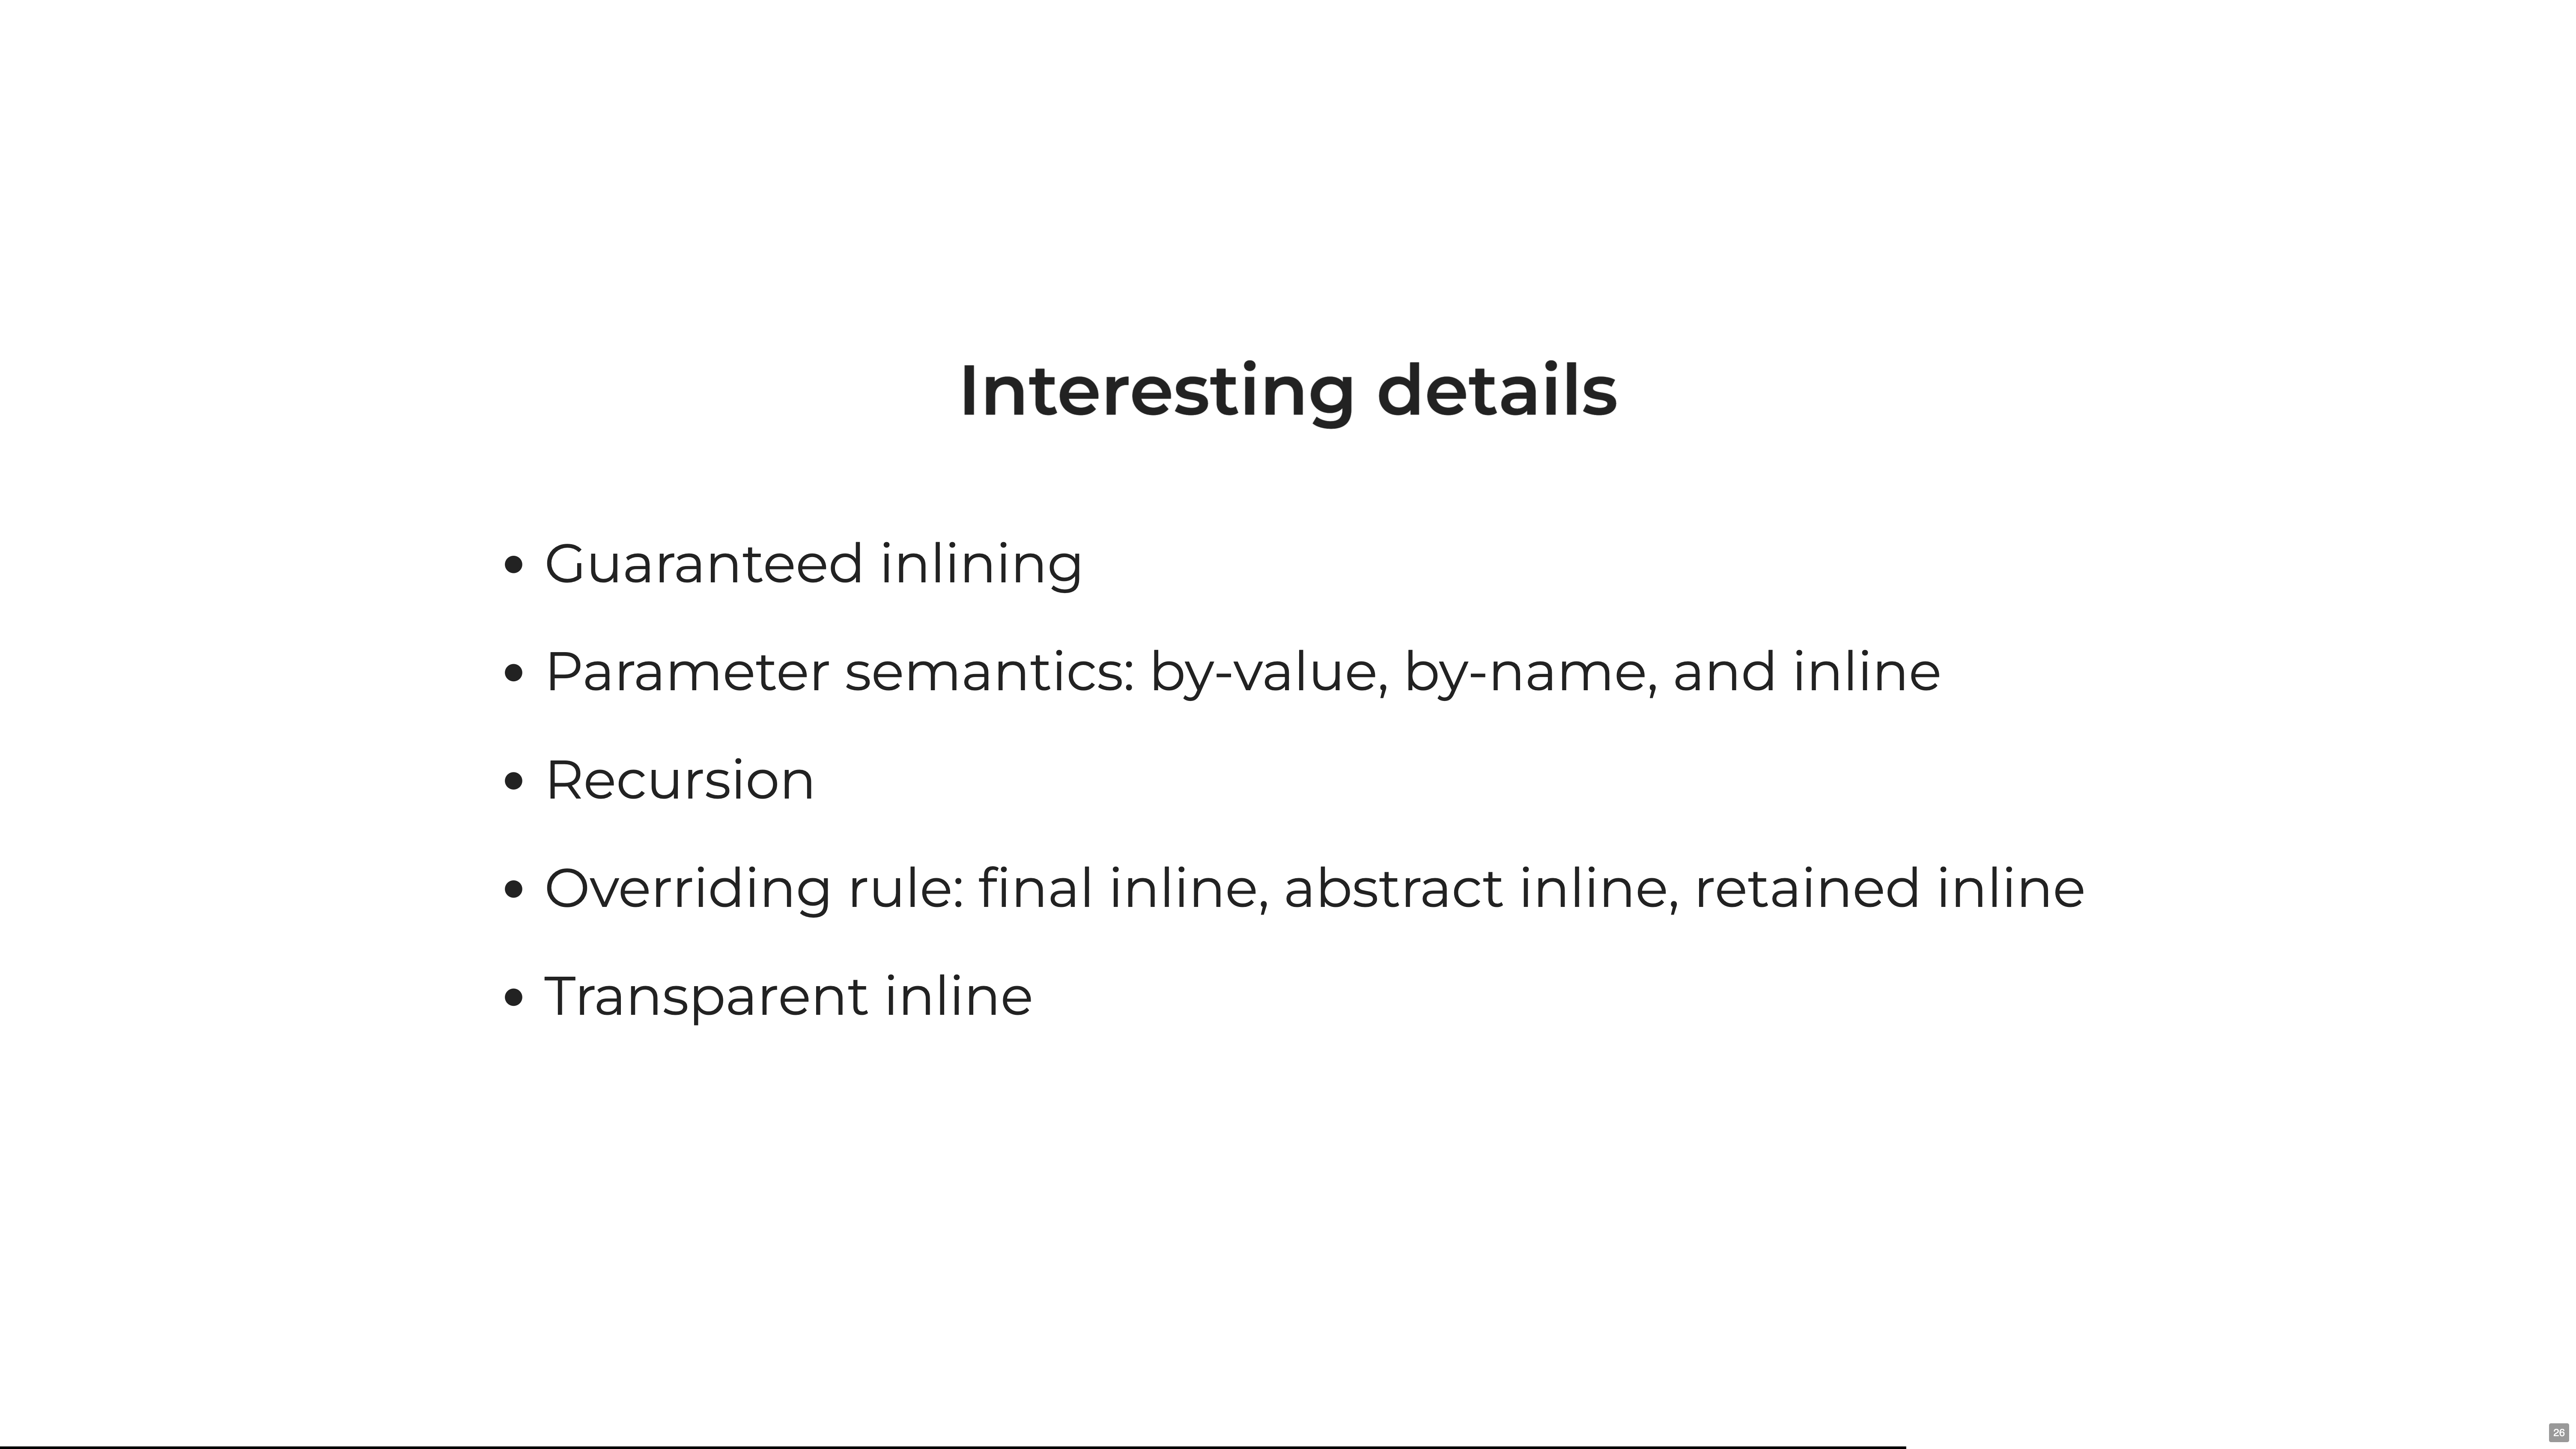 Interesting details
• Guaranteed inlining
• Parameter semantics: by-value, by-name, and inline
• Recursion
• Overriding rule: final inline, abstract inline, retained inline
• Transparent inline
26